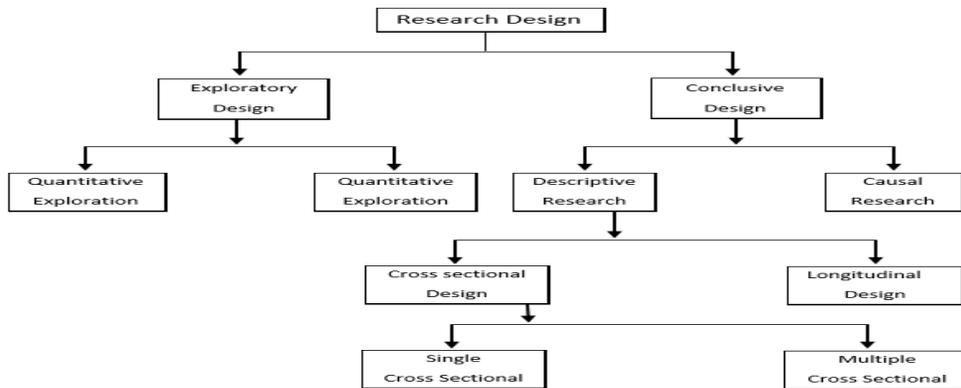 Research Design
Exploratory
Design
Conclusive
Design
Quantitative
Exploration
Quantitative
Exploration
Descriptive
Research
Causal
Research
Cross sectional
Design
Longitudinal
Design
Single
Cross Sectional
Multiple
Cross Sectional